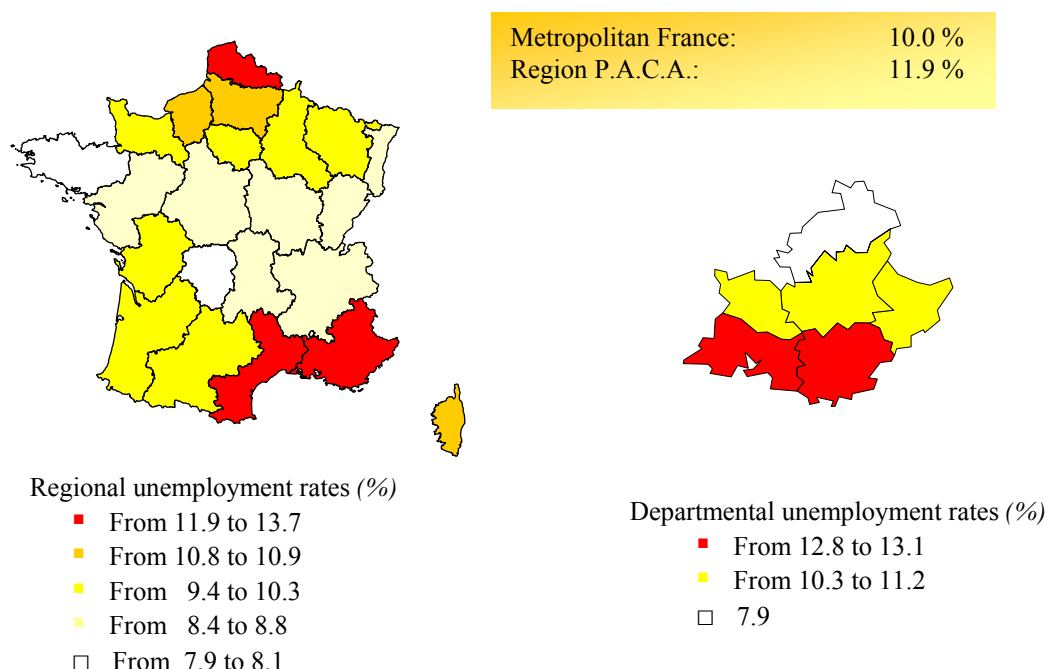 Metropolitan France: 10.0 %
Region P.A.C.A.: 11.9 %
Regional unemployment rates (%)
From 11.9 to 13.7
From 10.8 to 10.9
From 9.4 to 10.3
From 8.4 to 8.8
From 7.9 to 8.1
Departmental unemployment rates (%)
From 12.8 to 13.1
From 10.3 to 11.2
7.9